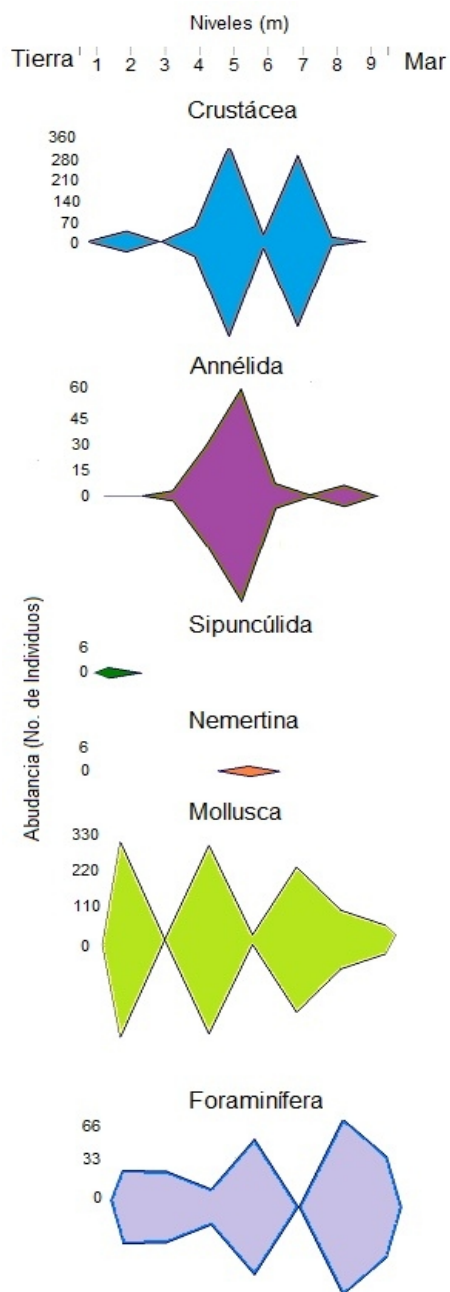 Niveles (m)
Tierra 1 2 3 4 5 6 7 8 9 Mar
Crustácea
360
280
210
140
70
0
Annélida
60
45
30
15
0
Abudancia (No. de Individuos)
Sipuncúlida
6
0
Nemertina
6
0
Mollusca
330
220
110
0
Foraminífera
66
33
0